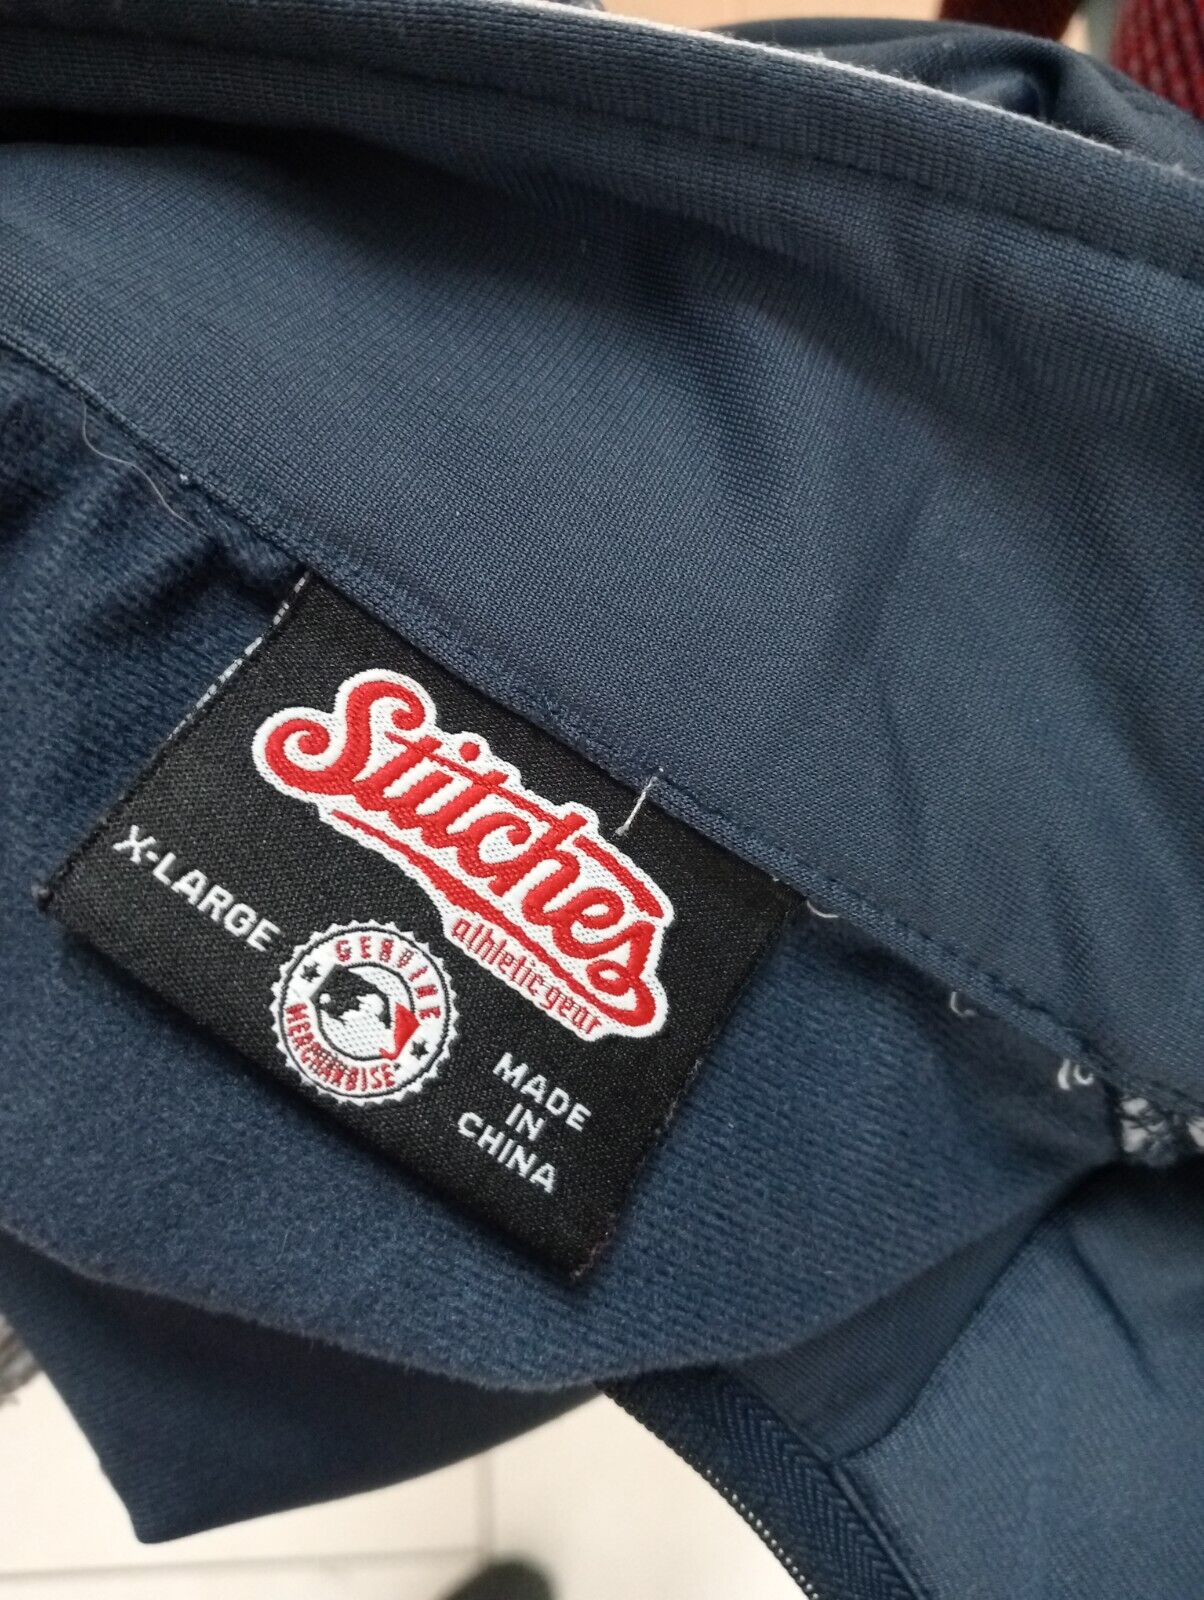 Stitches
athletic gear
X-LARGE
GENUINE
MERCHANDISE
MADE
IN
CHINA